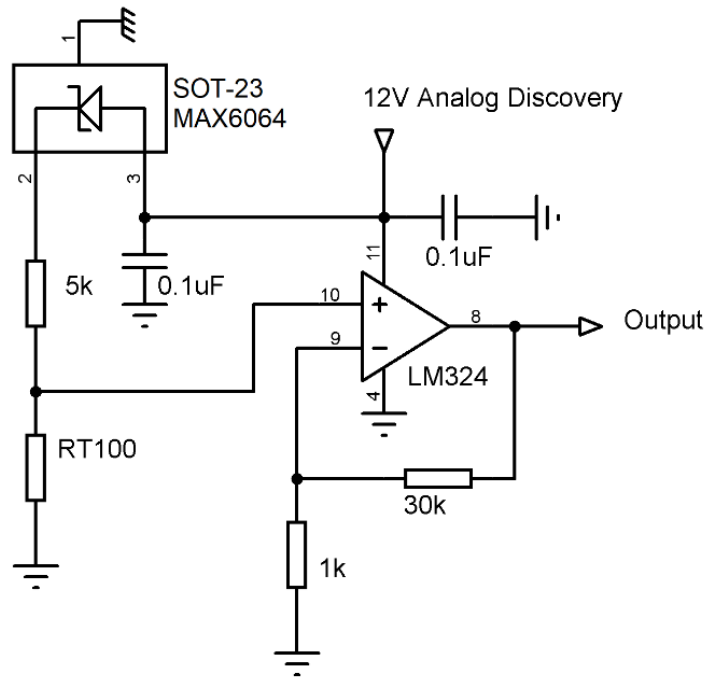 1
SOT-23
MAX6064
12V Analog Discovery
2
3
11
0.1uF
5k
0.1uF
10
9
8
Output
LM324
4
RT100
30k
1k